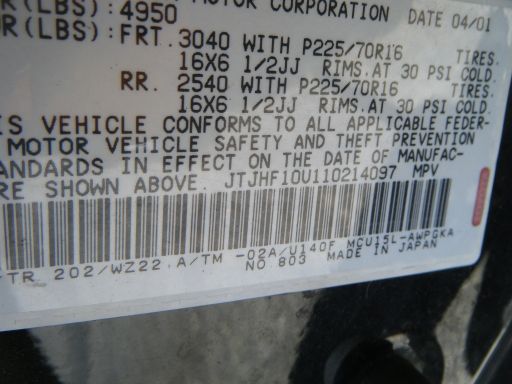 MOTOR CORPORATION DATE 04/01
R(LBS): 4950
R(LBS): FRT. 3040 WITH P225/70R16 TIRES.
16X6 1/2JJ RIMS.AT 30 PSI COLD.
RR. 2540 WITH P225/70R16 TIRES.
16X6 1/2JJ RIMS.AT 30 PSI COLD.
IS VEHICLE CONFORMS TO ALL APPLICABLE FEDER-
MOTOR VEHICLE SAFETY AND THEFT PREVENTION
ANDARDS IN EFFECT ON THE DATE OF MANUFAC-
RE SHOWN ABOVE. JTJHF10U110214097 MPV
TR 202/WZ22.A/TM -02A/U140F MCU15L-AWPGKA
NO.803 MADE IN JAPAN